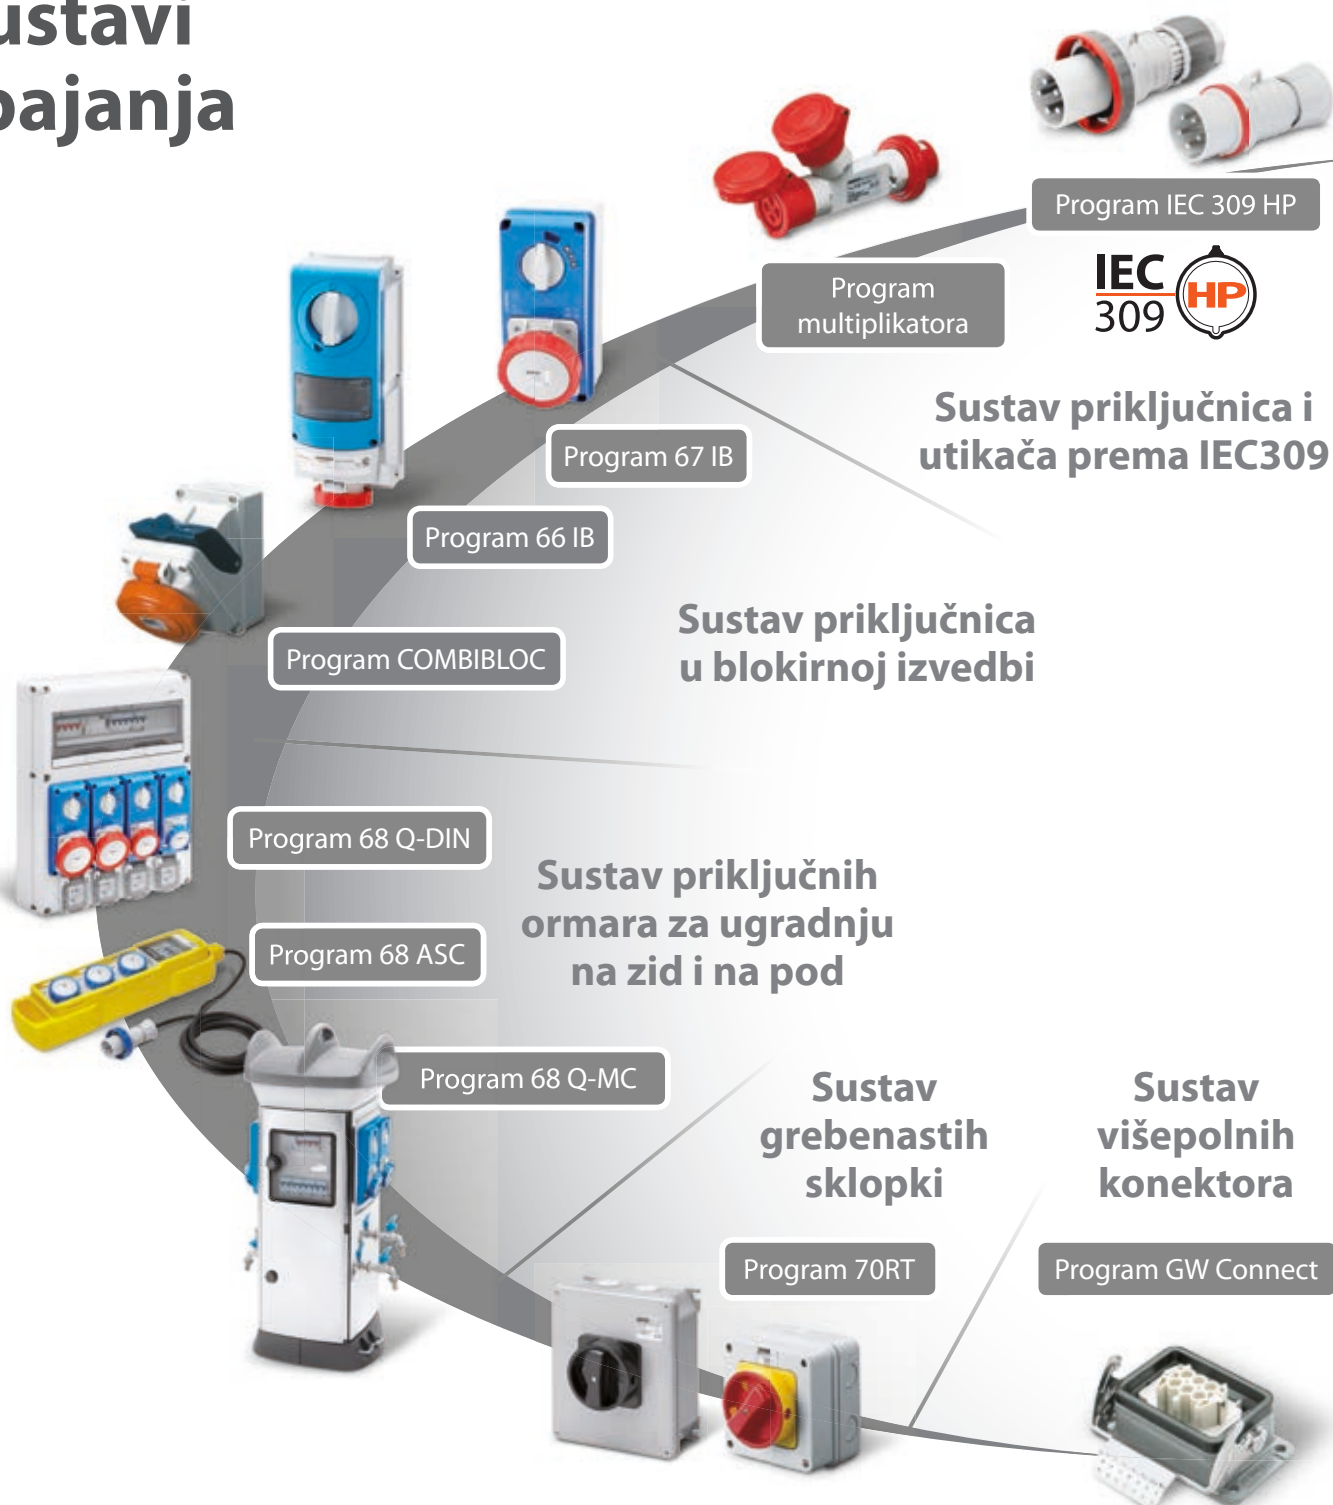 ustavi
pajanja
Program IEC 309 HP
IEC
309
HP
Program
multiplikatora
Sustav priključnica i
utikača prema IEC309
Program 67 IB
Program 66 IB
Sustav priključnica
u blokirnoj izvedbi
Program COMBIBLOC
Program 68 Q-DIN
Sustav priključnih
ormara za ugradnju
na zid i na pod
Program 68 ASC
Program 68 Q-MC
Sustav
grebenastih
sklopki
Program 70RT
Sustav
višepolnih
konektora
Program GW Connect